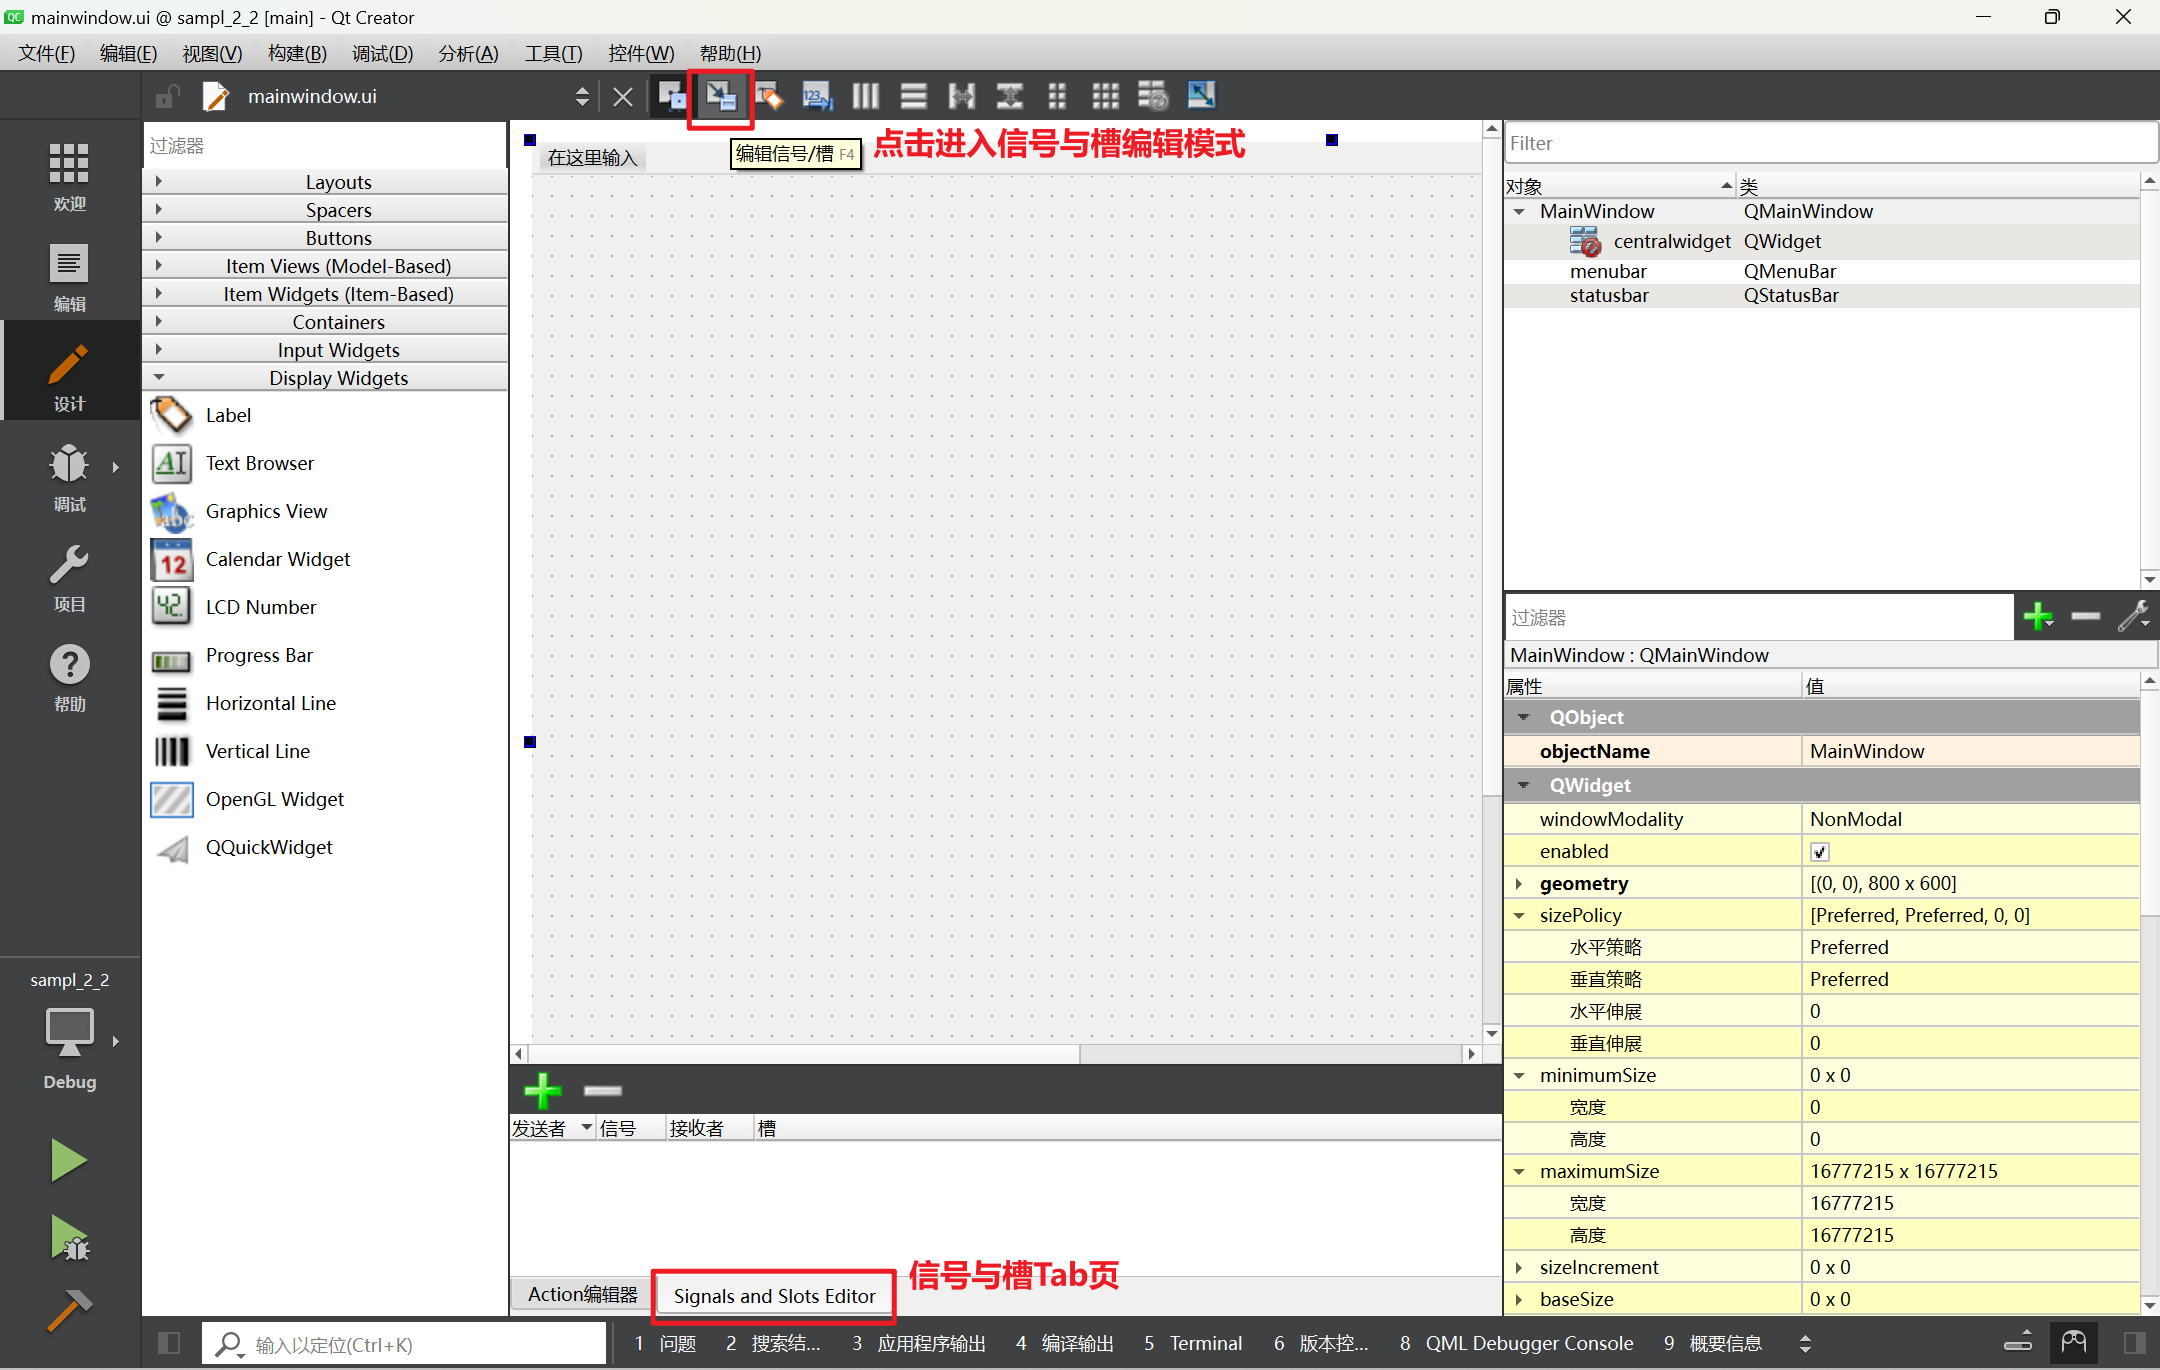 mainwindow.ui @ sampl_2_2 [main] - Qt Creator
文件(F) 编辑(E) 视图(V) 构建(B) 调试(D) 分析(A) 工具(T) 控件(W) 帮助(H)
mainwindow.ui
欢迎
编辑
设计
调试
项目
帮助
sampl_2_2
Debug
过滤器
Layouts
Spacers
Buttons
Item Views (Model-Based)
Item Widgets (Item-Based)
Containers
Input Widgets
Display Widgets
Label
Text Browser
Graphics View
Calendar Widget
LCD Number
Progress Bar
Horizontal Line
Vertical Line
OpenGL Widget
QQuickWidget
在这里输入
编辑信号/槽 F4
点击进入信号与槽编辑模式
发送者 信号 接收者 槽
信号与槽Tab页
Action编辑器 Signals and Slots Editor
Filter
对象 类
MainWindow QMainWindow
centralwidget QWidget
menubar QMenuBar
statusbar QStatusBar
过滤器
MainWindow : QMainWindow
属性 值
QObject
objectName MainWindow
QWidget
windowModality NonModal
enabled
geometry [(0, 0), 800 x 600]
sizePolicy [Preferred, Preferred, 0, 0]
水平策略 Preferred
垂直策略 Preferred
水平伸展 0
垂直伸展 0
minimumSize 0 x 0
宽度 0
高度 0
maximumSize 16777215 x 16777215
宽度 16777215
高度 16777215
sizeIncrement 0 x 0
baseSize 0 x 0
输入以定位(Ctrl+K) 1 问题 2 搜索结... 3 应用程序输出 4 编译输出 5 Terminal 6 版本控... 8 QML Debugger Console 9 概要信息